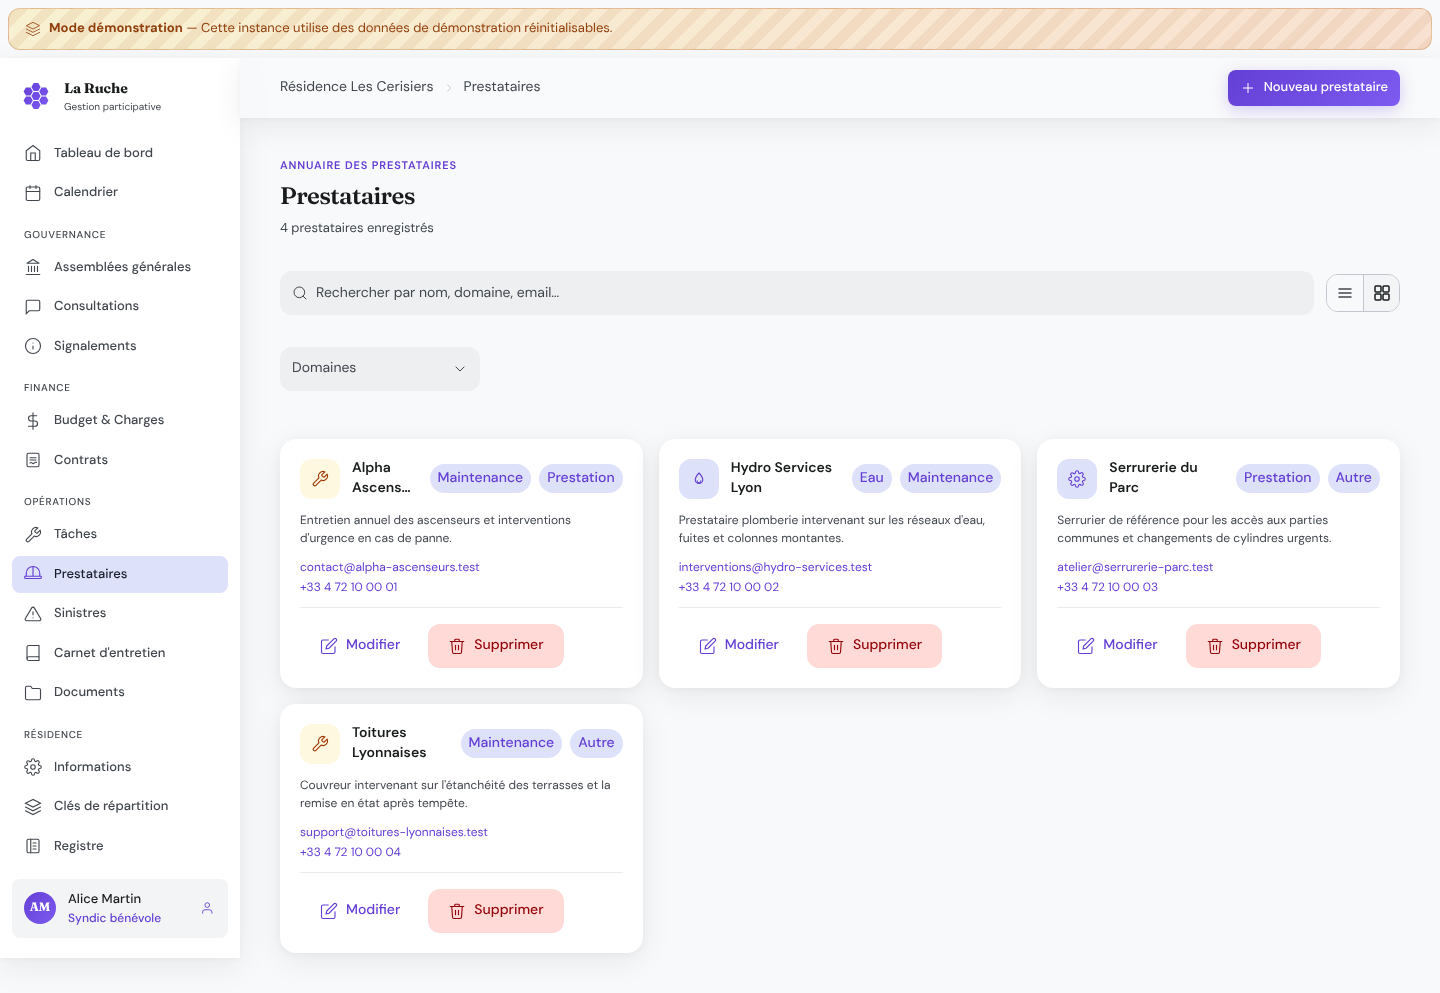 Mode démonstration — Cette instance utilise des données de démonstration réinitialisables.
La Ruche
Gestion participative
Résidence Les Cerisiers
Prestataires
Nouveau prestataire
Tableau de bord
Calendrier
GOUVERNANCE
Assemblées générales
Consultations
Signalements
FINANCE
Budget & Charges
Contrats
OPÉRATIONS
Tâches
Prestataires
Sinistres
Carnet d'entretien
Documents
RÉSIDENCE
Informations
Clés de répartition
Registre
AM
Alice Martin
Syndic bénévole
ANNUAIRE DES PRESTATAIRES
Prestataires
4 prestataires enregistrés
Rechercher par nom, domaine, email...
Domaines
Alpha
Ascens...
Maintenance
Prestation
Entretien annuel des ascenseurs et interventions
d'urgence en cas de panne.
contact@alpha-ascenseurs.test
+33 4 72 10 00 01
Modifier
Supprimer
Hydro Services
Lyon
Eau
Maintenance
Prestataire plomberie intervenant sur les réseaux d'eau,
fuites et colonnes montantes.
interventions@hydro-services.test
+33 4 72 10 00 02
Modifier
Supprimer
Serrurerie du
Parc
Prestation
Autre
Serrurier de référence pour les accès aux parties
communes et changements de cylindres urgents.
atelier@serrurerie-parc.test
+33 4 72 10 00 03
Modifier
Supprimer
Toitures
Lyonnaises
Maintenance
Autre
Couvreur intervenant sur l'étanchéité des terrasses et la
remise en état après tempête.
support@toitures-lyonnaises.test
+33 4 72 10 00 04
Modifier
Supprimer